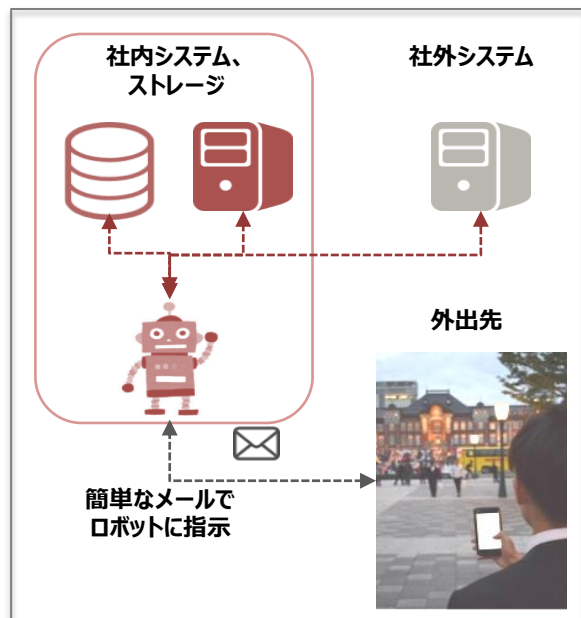 社内システム、
ストレージ
社外システム
外出先
簡単なメールで
ロボットに指示